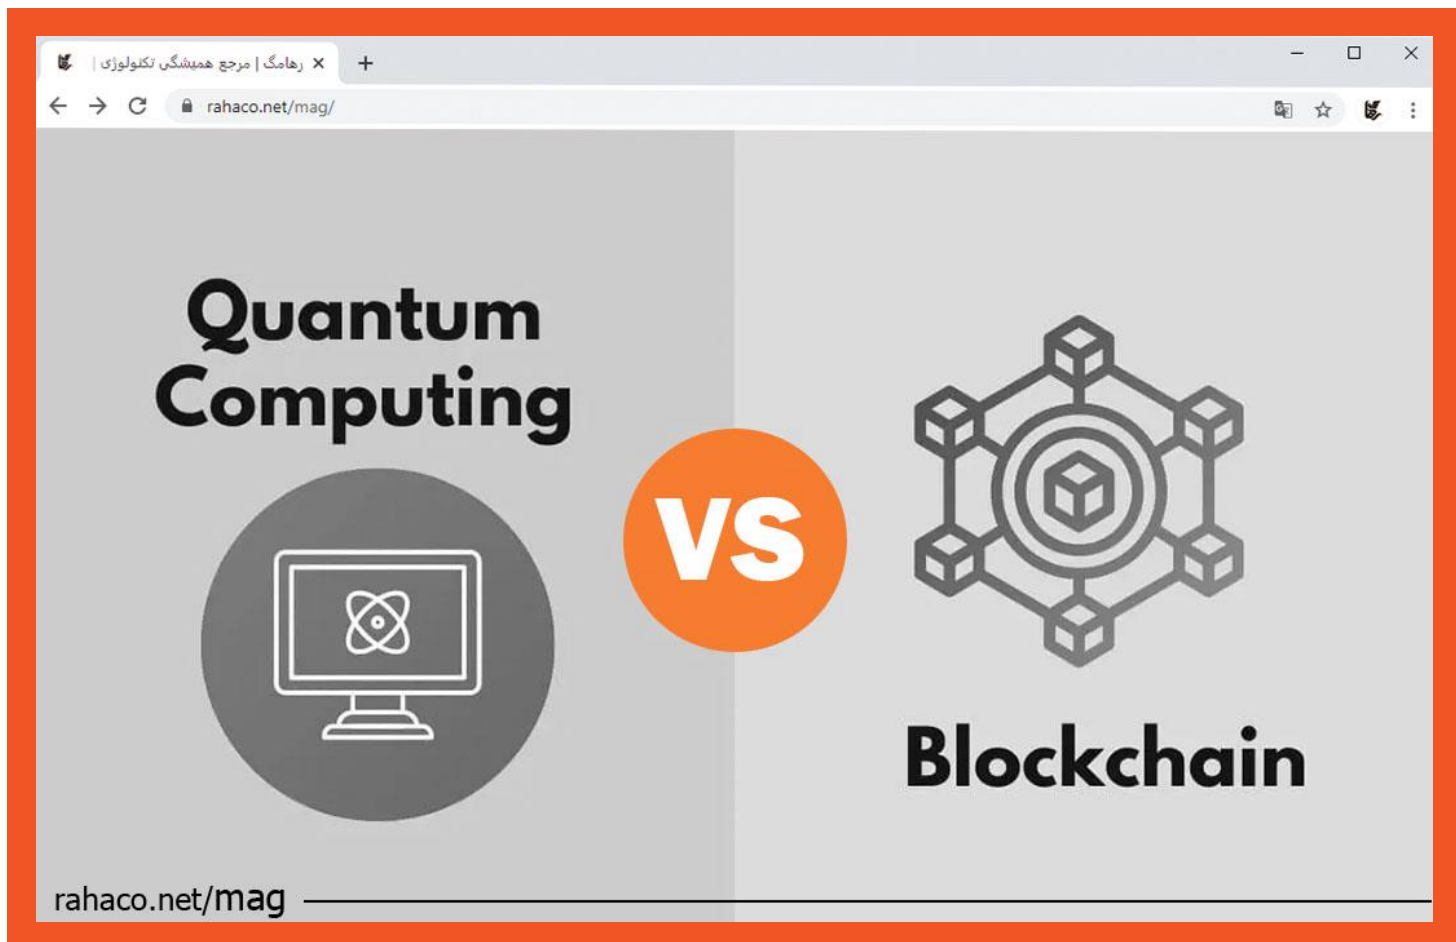 رهامگ | مرجع همیشگی تکنولوژی |
rahaco.net/mag/
Quantum
Computing
VS
Blockchain
rahaco.net/mag